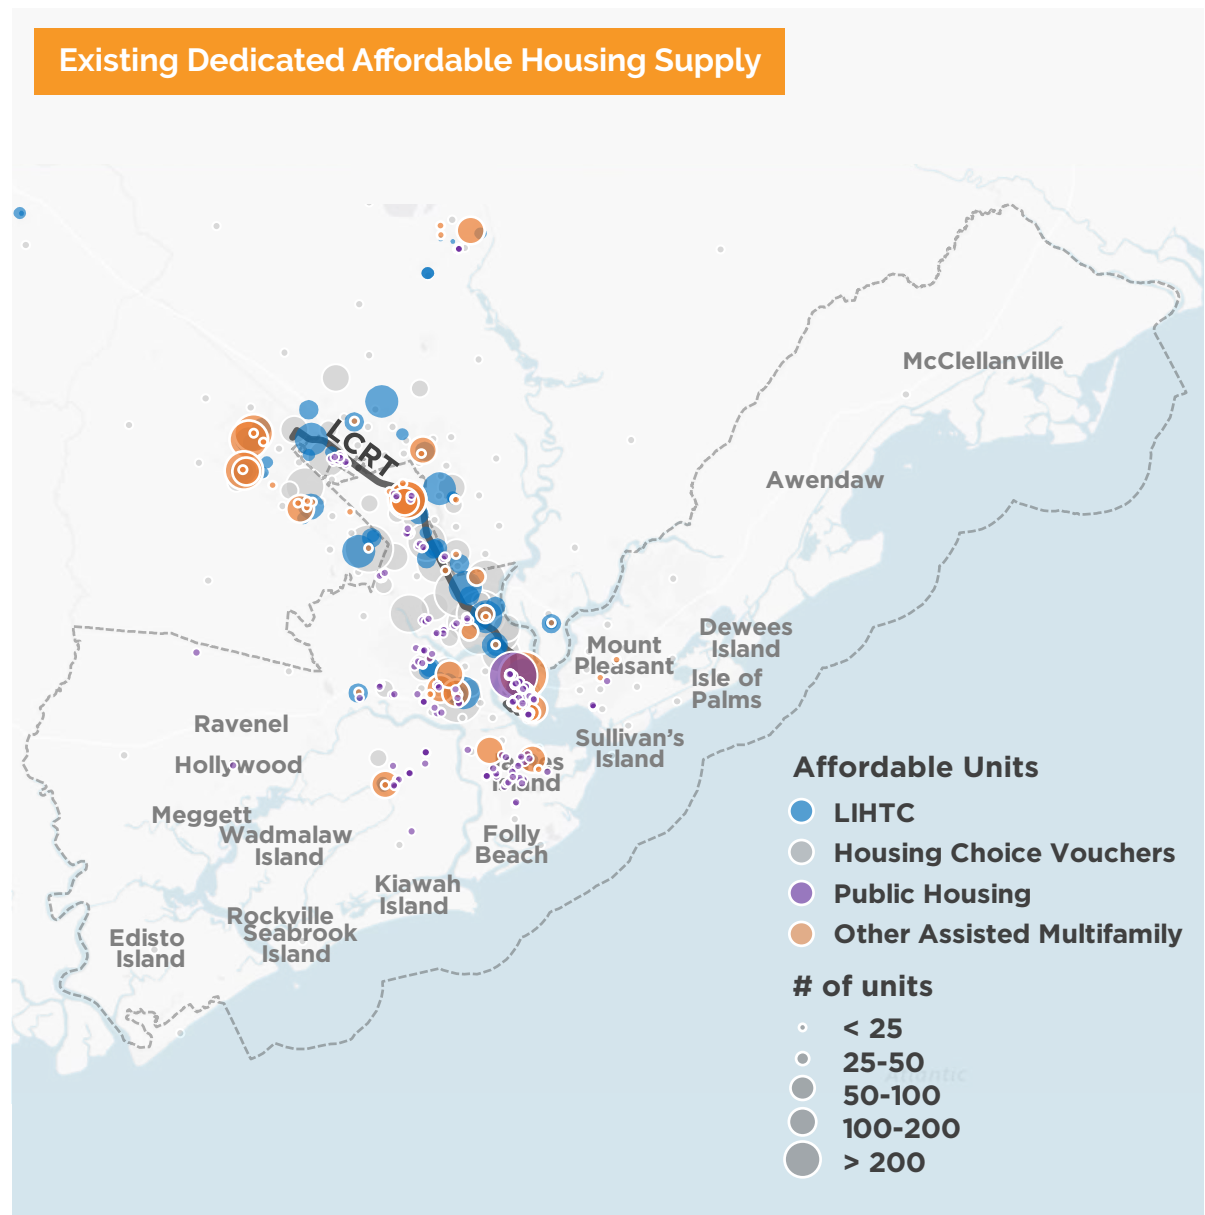 Existing Dedicated Affordable Housing Supply
McClellanville
LCRT
Awendaw
Dewees
Island
Mount
Pleasant
Isle of
Palms
Ravenel
Sullivan's
Island
Hollywood
Island
Meggett
Wadmalaw
Island
Folly
Beach
Kiawah
Island
Rockville
Seabrook
Island
Edisto
Island
Affordable Units
LIHTC
Housing Choice Vouchers
Public Housing
Other Assisted Multifamily
# of units
< 25
25-50
50-100
100-200
> 200
Atlantic